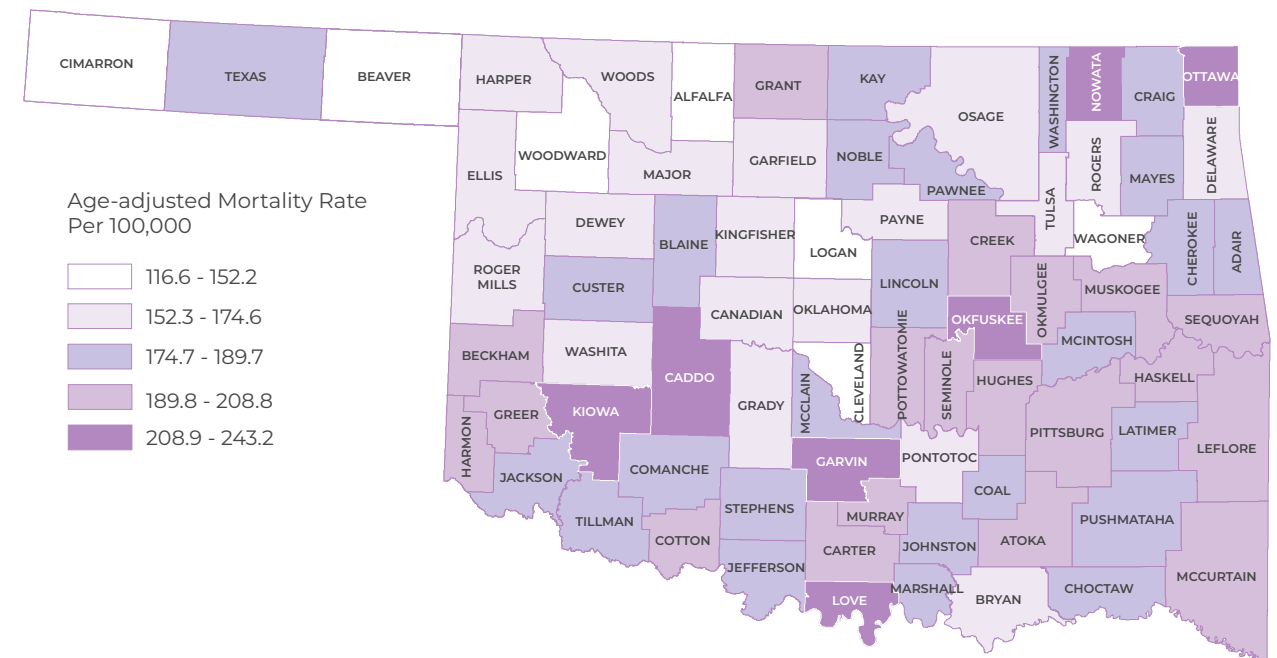 CIMARRON
TEXAS
BEAVER
HARPER
WOODS
ALFALFA
GRANT
KAY
OSAGE
WASHINGTON
NOWATA
CRAIG
OTTAWA
ELLIS
WOODWARD
MAJOR
GARFIELD
NOBLE
PAWNEE
ROGERS
MAYES
DELAWARE
Age-adjusted Mortality Rate
Per 100,000
116.6 - 152.2
152.3 - 174.6
174.7 - 189.7
189.8 - 208.8
208.9 - 243.2
DEWEY
BLAINE
KINGFISHER
LOGAN
PAYNE
CREEK
TULSA
WAGONER
CHEROKEE
ADAIR
ROGER
MILLS
CUSTER
CANADIAN
OKLAHOMA
LINCOLN
OKFUSKEE
OKMULGEE
MUSKOGEE
SEQUOYAH
MCINTOSH
BECKHAM
WASHITA
CADDO
GRADY
MCCLAIN
CLEVELAND
POTTOWATOMIE
SEMINOLE
HUGHES
HASKELL
GREER
KIOWA
HARMON
JACKSON
COMANCHE
GARVIN
PONTOTOC
PITTSBURG
LATIMER
LEFLORE
TILLMAN
COTTON
STEPHENS
MURRAY
COAL
PUSHMATAHA
JEFFERSON
CARTER
JOHNSTON
ATOKA
MCCURTAIN
LOVE
MARSHALL
BRYAN
CHOCTAW